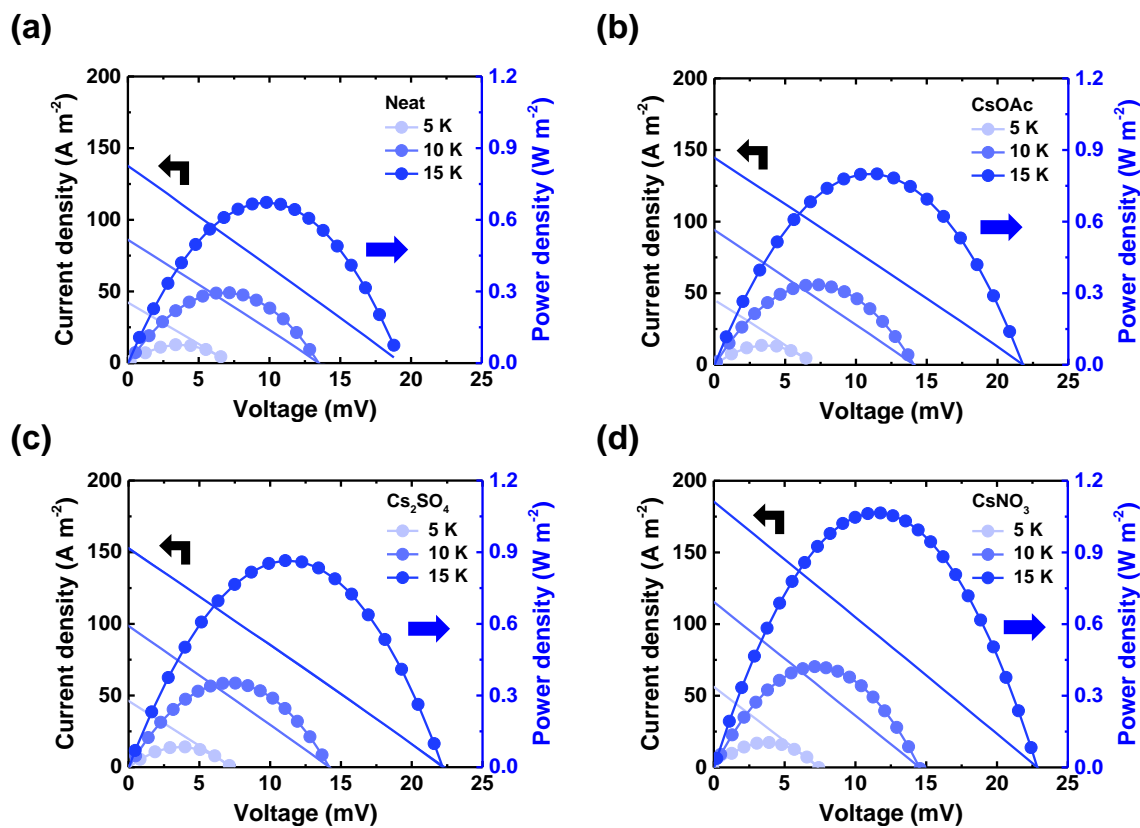 (a)
Neat
5 K
10 K
15 K
200
150
100
50
0
Current density (A m⁻²)
1.2
0.9
0.6
0.3
0.0
Power density (W m⁻²)
0 5 10 15 20 25
Voltage (mV)
(b)
CsOAc
5 K
10 K
15 K
200
150
100
50
0
Current density (A m⁻²)
1.2
0.9
0.6
0.3
0.0
Power density (W m⁻²)
0 5 10 15 20 25
Voltage (mV)
(c)
Cs₂SO₄
5 K
10 K
15 K
200
150
100
50
0
Current density (A m⁻²)
1.2
0.9
0.6
0.3
0.0
Power density (W m⁻²)
0 5 10 15 20 25
Voltage (mV)
(d)
CsNO₃
5 K
10 K
15 K
200
150
100
50
0
Current density (A m⁻²)
1.2
0.9
0.6
0.3
0.0
Power density (W m⁻²)
0 5 10 15 20 25
Voltage (mV)